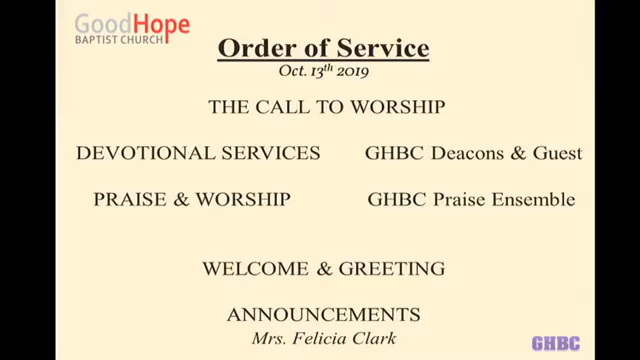 GoodHope
BAPTIST CHURCH
Order of Service
Oct. 13th 2019
THE CALL TO WORSHIP
DEVOTIONAL SERVICES GHBC Deacons & Guest
PRAISE & WORSHIP GHBC Praise Ensemble
WELCOME & GREETING
ANNOUNCEMENTS
Mrs. Felicia Clark
GHBC